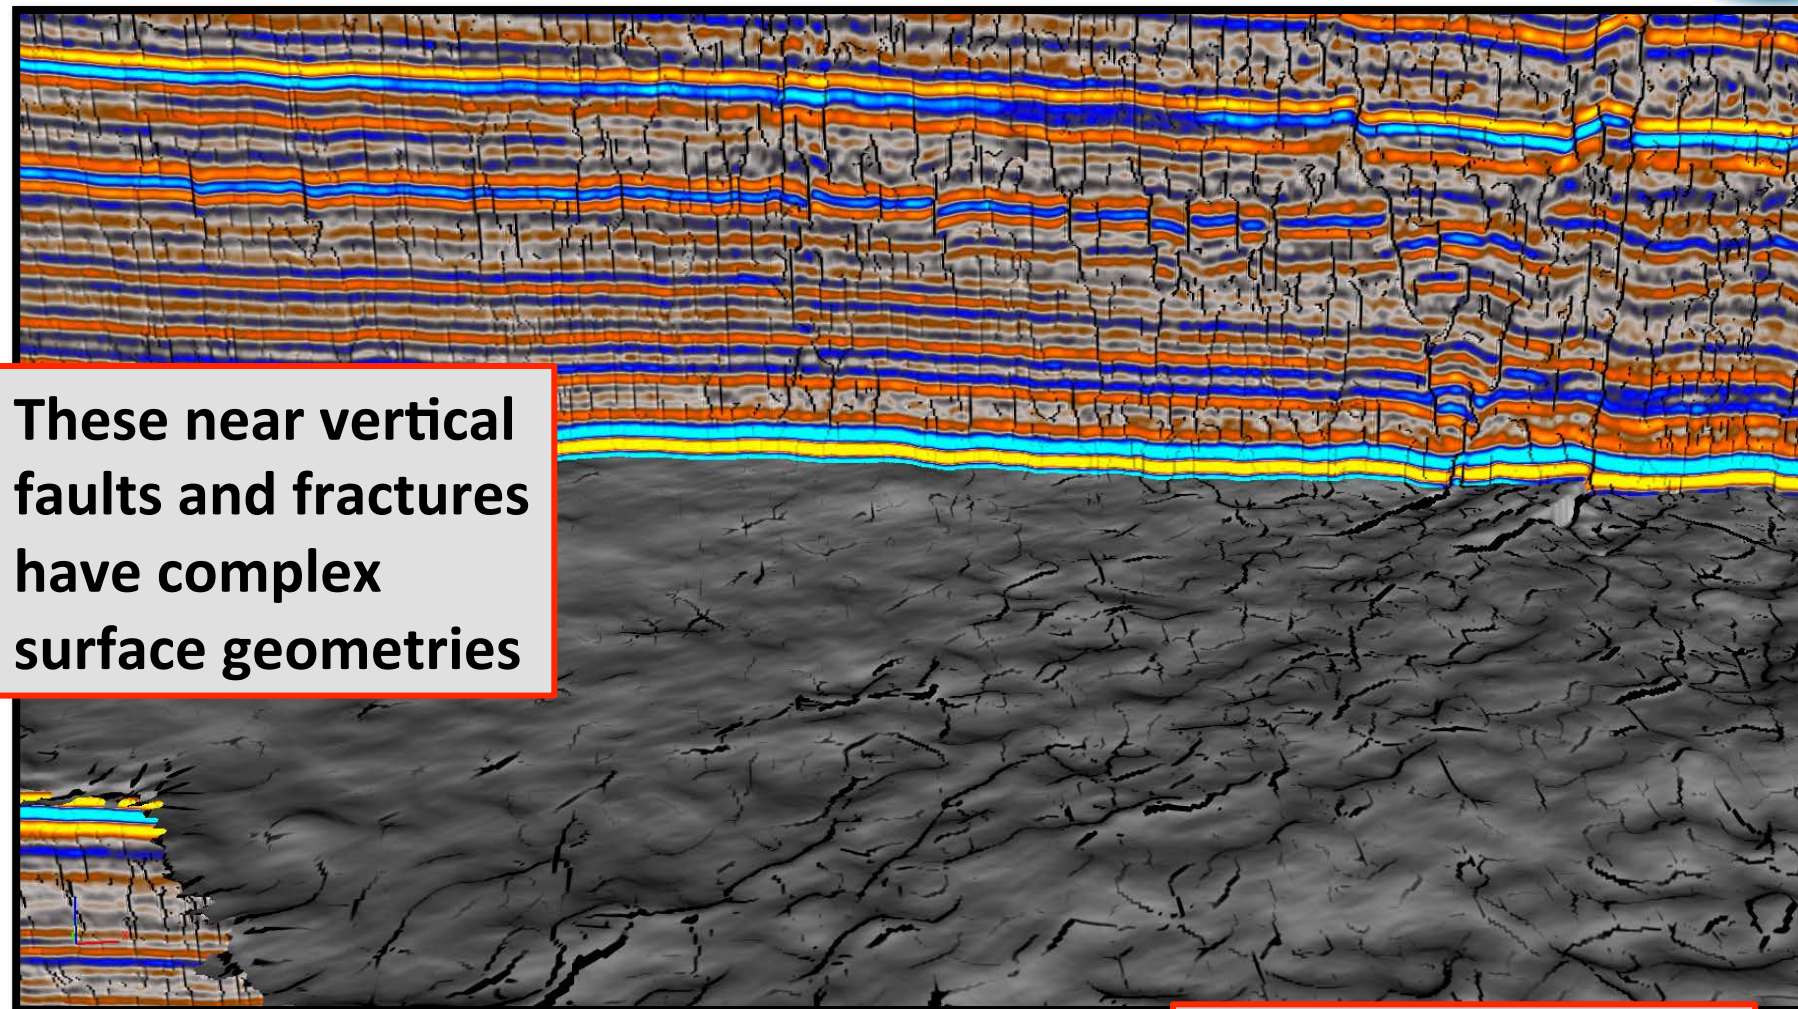 These near vertical
faults and fractures
have complex
surface geometries